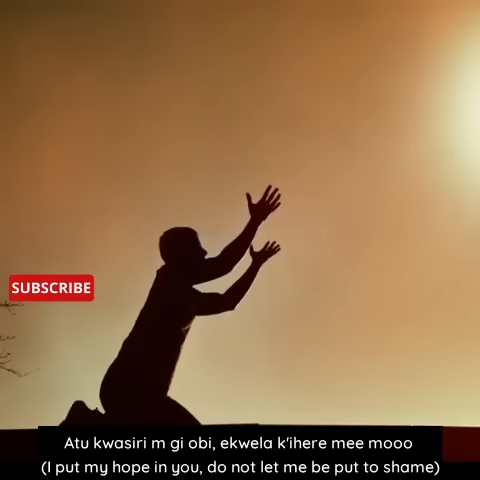 SUBSCRIBE
Atu kwasiri m gi obi, ekwela k'ihere mee mooo
(I put my hope in you, do not let me be put to shame)